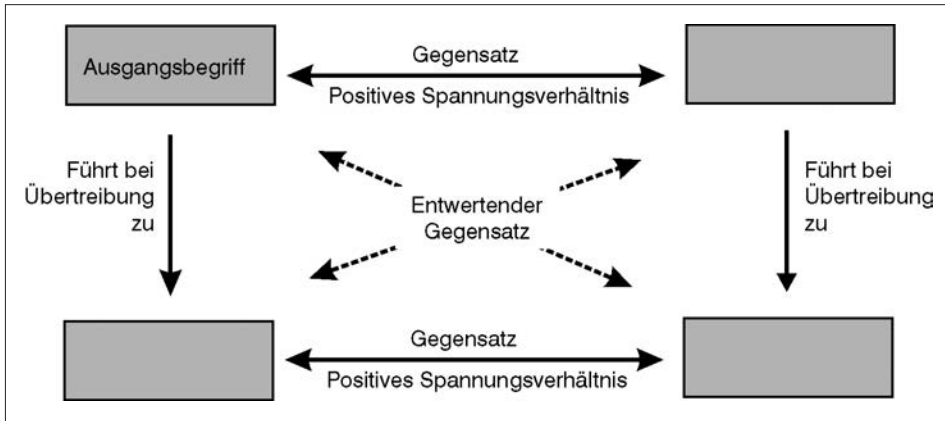 Ausgangsbegriff
Gegensatz
Positives Spannungsverhältnis
Führt bei
Übertreibung
zu
Entwertender
Gegensatz
Führt bei
Übertreibung
zu
Gegensatz
Positives Spannungsverhältnis